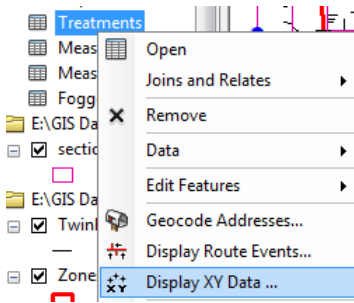 Treatments
Meas
Meas
Fogg
E:\GIS Da
sectio
E:\GIS Da
Twinl
Zone
Open
Joins and Relates
Remove
Data
Edit Features
Geocode Addresses...
Display Route Events...
Display XY Data ...